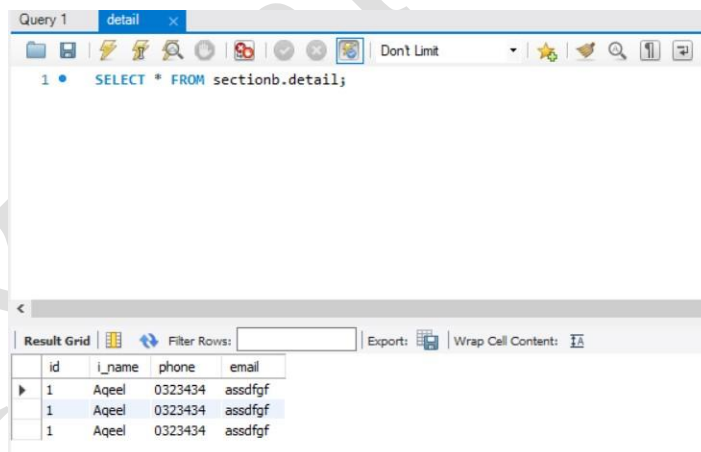 Query 1 detail ×
Don't Limit
1 SELECT * FROM sectionb.detail;
Result Grid Filter Rows: Export: Wrap Cell Content: IA
id i_name phone email
1 Aqeel 0323434 assdfgf
1 Aqeel 0323434 assdfgf
1 Aqeel 0323434 assdfgf